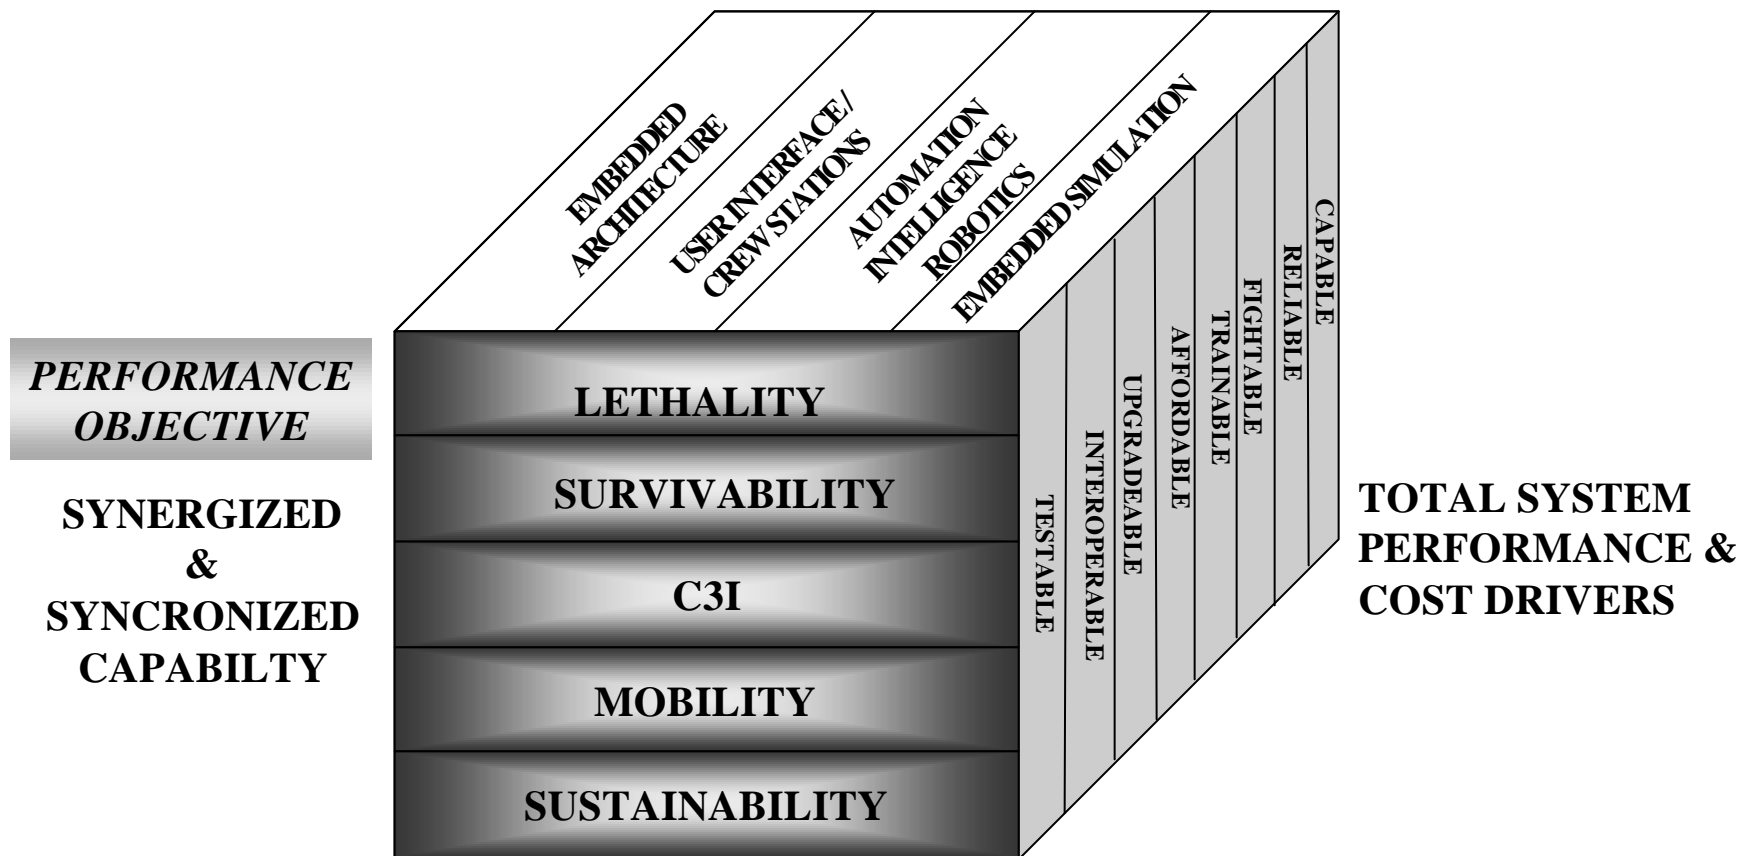 EMBEDDED
ARCHITECTURE
USER INTERFACE /
CREW STATIONS
AUTOMATION
INTELLIGENCE
ROBOTICS
EMBEDDED SIMULATION
PERFORMANCE
OBJECTIVE
SYNERGIZED
&
SYNCRONIZED
CAPABILTY
LETHALITY
SURVIVABILITY
C3I
MOBILITY
SUSTAINABILITY
TESTABLE
INTEROPERABLE
UPGRADEABLE
AFFORDABLE
TRAINABLE
FIGHTABLE
RELIABLE
CAPABLE
TOTAL SYSTEM
PERFORMANCE &
COST DRIVERS